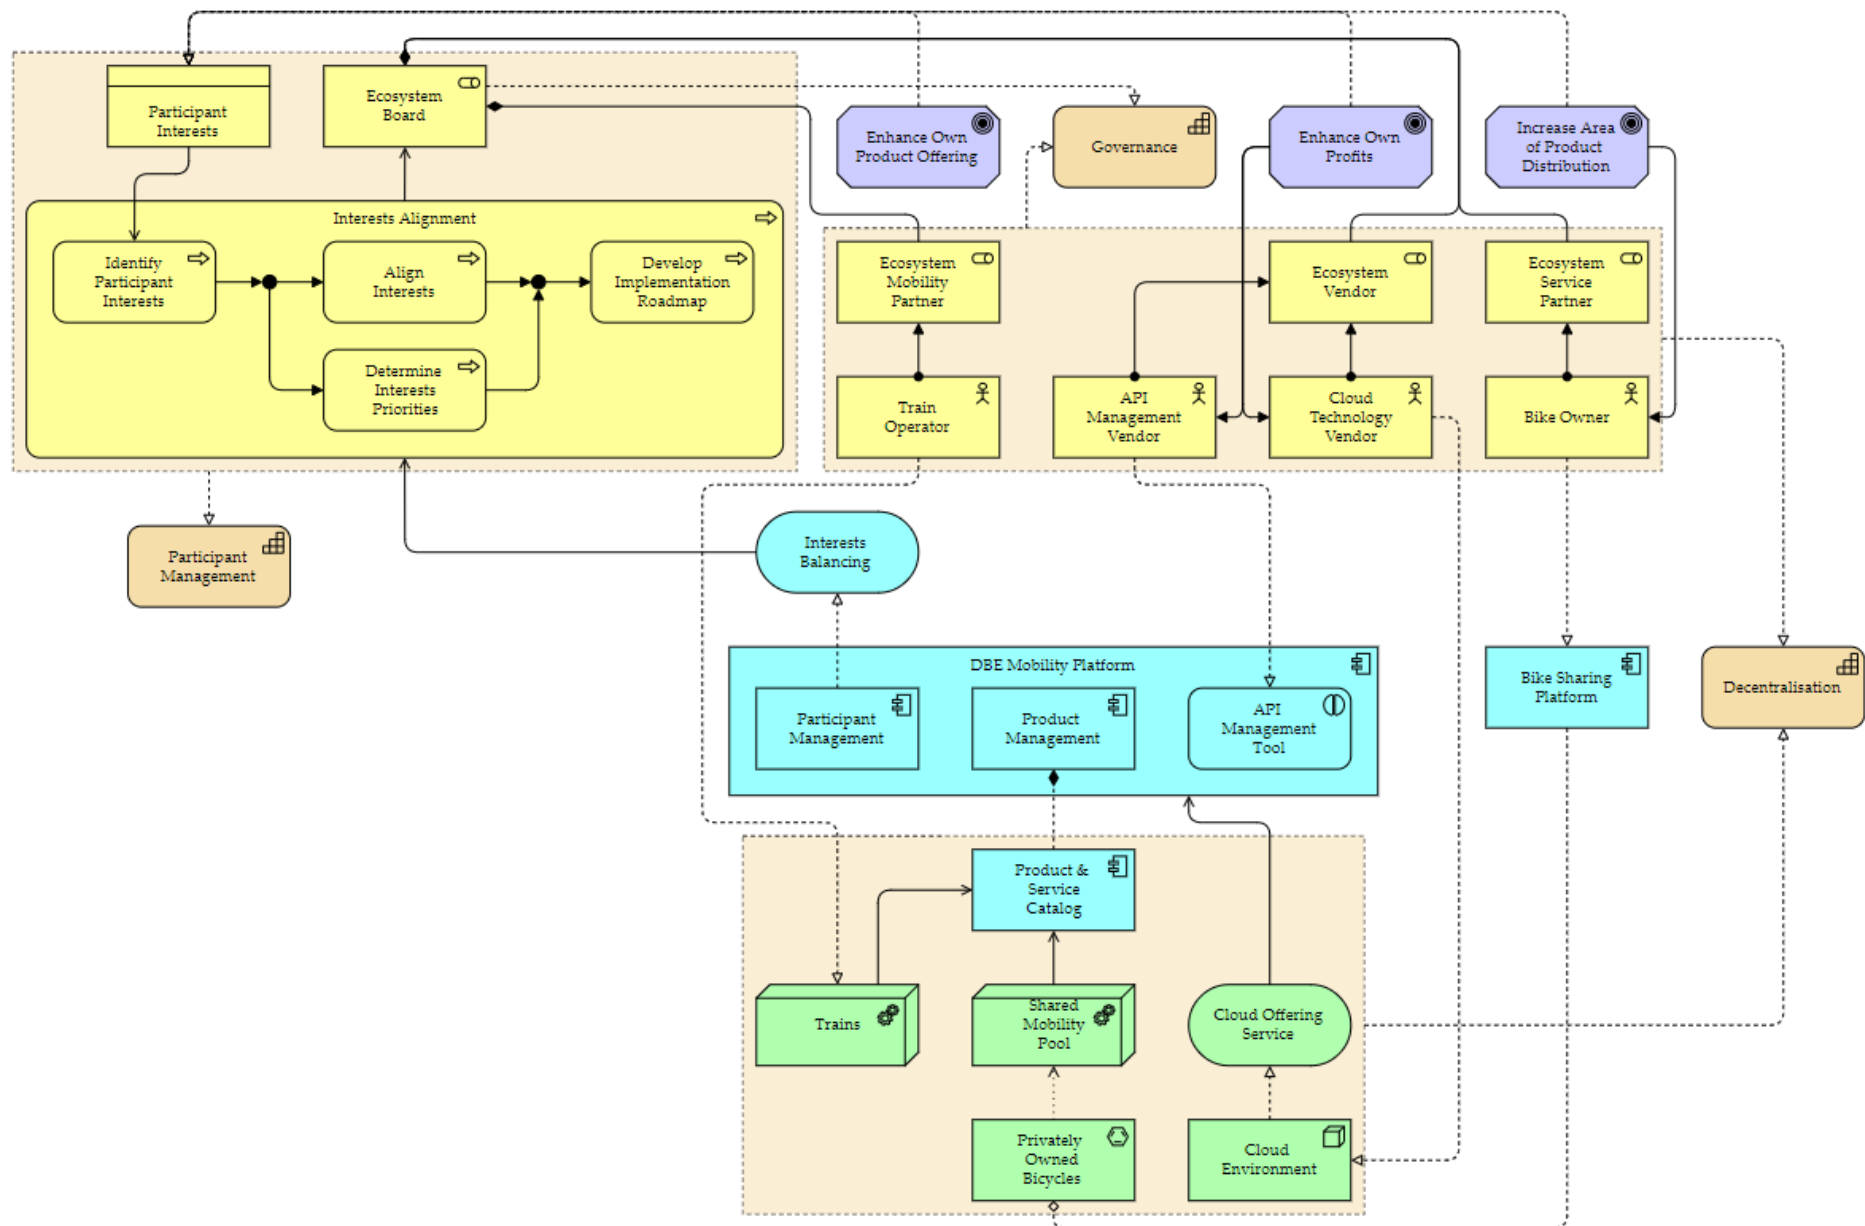 Participant
Interests
Ecosystem
Board
Enhance Own
Product Offering
Governance
Enhance Own
Profits
Increase Area
of Product
Distribution
Interests Alignment
Identify
Participant
Interests
Align
Interests
Develop
Implementation
Roadmap
Determine
Interests
Priorities
Ecosystem
Mobility
Partner
Ecosystem
Vendor
Ecosystem
Service
Partner
Train
Operator
API
Management
Vendor
Cloud
Technology
Vendor
Bike Owner
Participant
Management
Interests
Balancing
DBE Mobility Platform
Participant
Management
Product
Management
API
Management
Tool
Bike Sharing
Platform
Decentralisation
Product &
Service
Catalog
Trains
Shared
Mobility
Pool
Cloud Offering
Service
Privately
Owned
Bicycles
Cloud
Environment